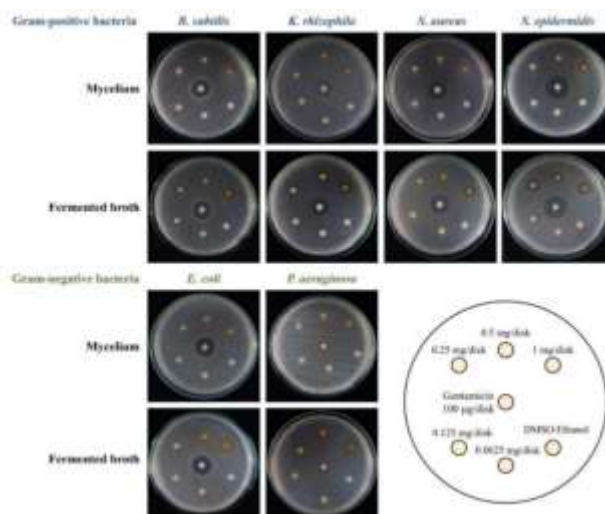 Gram-positive bacteria B. subtilis K. rhizophila S. aureus S. epidermidis
Mycelium
Fermented broth
Gram-negative bacteria E. coli P. aeruginosa
Mycelium
0.5 mg/disk
0.25 mg/disk 1 mg/disk
Gentamicin
100 µg/disk
0.125 mg/disk DMSO-Ethanol
0.0625 mg/disk
Fermented broth